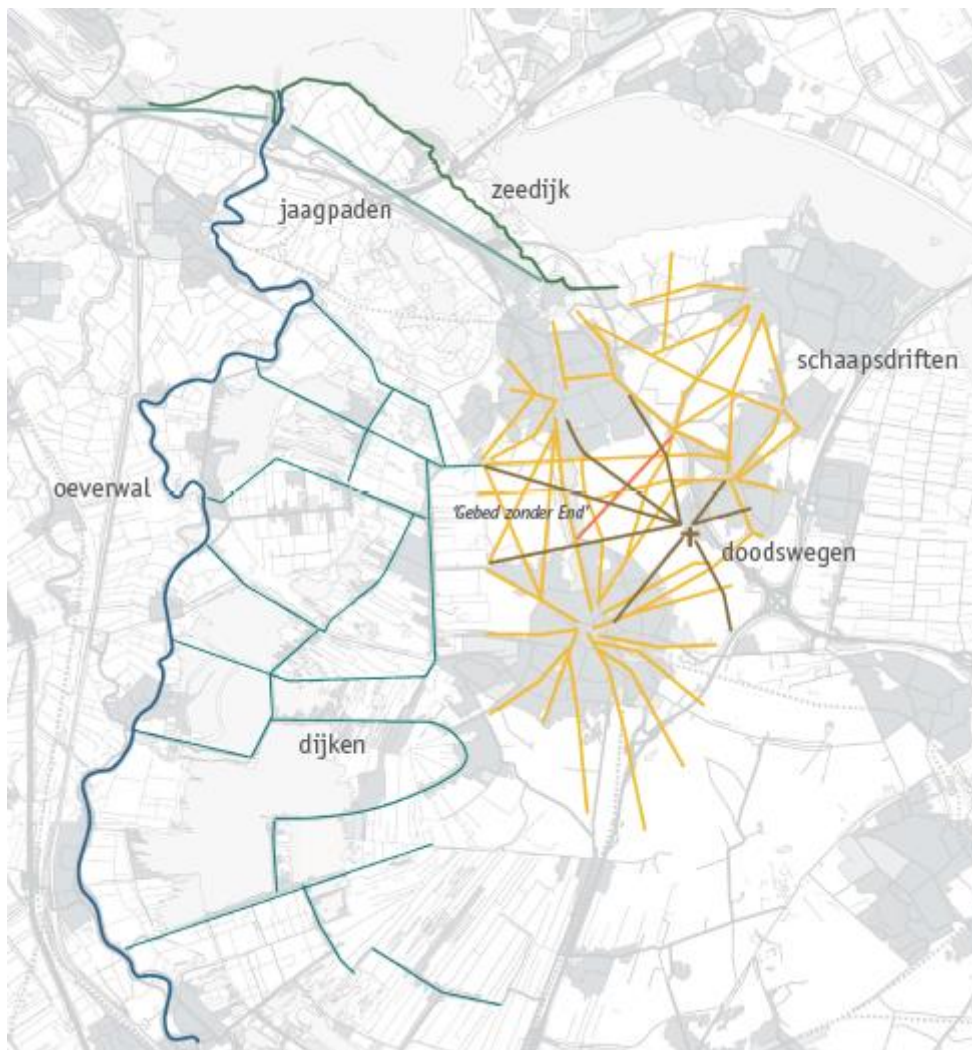 zeedijk
jaagpaden
schaapsdriften
oeverwal
'Gebed zonder End'
doodswegen
dijken